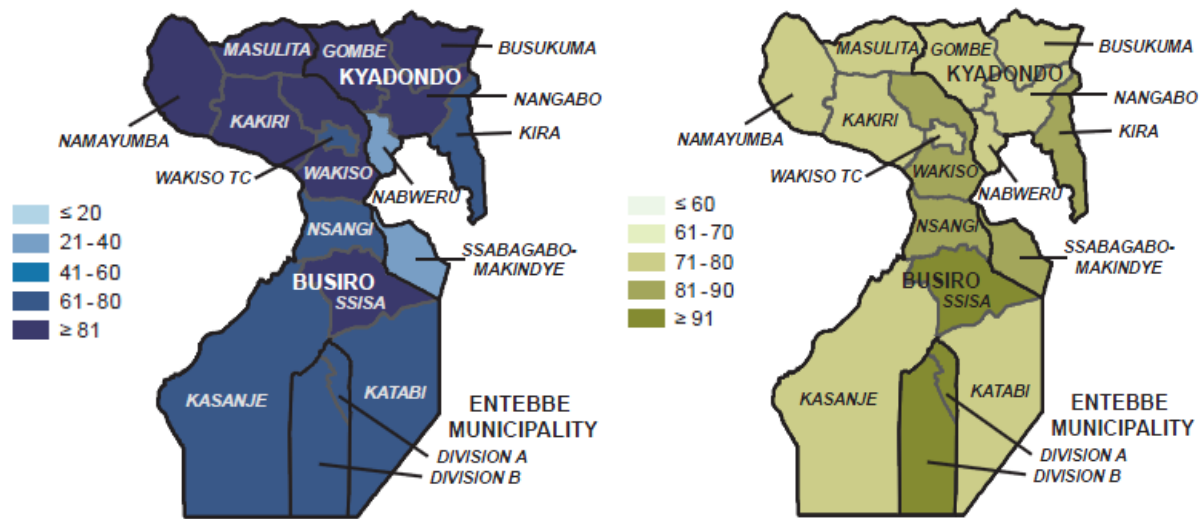 MASULITA
GOMBE
BUSUKUMA
KYADONDO
NANGABO
KAKIRI
KIRA
NAMAYUMBA
WAKISO TC
WAKISO
NABWERU
≤ 20
21-40
41-60
61-80
≥ 81
NSANGI
SSABAGABO-
MAKINDYE
BUSIRO
SSISA
KASANJE
KATABI
ENTEBBE
MUNICIPALITY
DIVISION A
DIVISION B
MASULITA
GOMBE
BUSUKUMA
KYADONDO
NANGABO
KAKIRI
KIRA
NAMAYUMBA
WAKISO TC
WAKISO
NABWERU
≤ 60
61-70
71-80
81-90
≥ 91
NSANGI
SSABAGABO-
MAKINDYE
BUSIRO
SSISA
KASANJE
KATABI
ENTEBBE
MUNICIPALITY
DIVISION A
DIVISION B